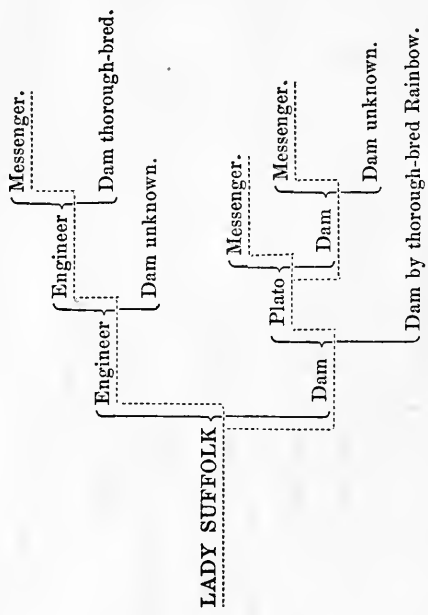 Messenger.
Engineer
Dam thorough-bred.
Engineer
Dam unknown.
LADY SUFFOLK
Messenger.
Plato
Messenger.
Dam
Dam unknown.
Dam
Dam by thorough-bred Rainbow.